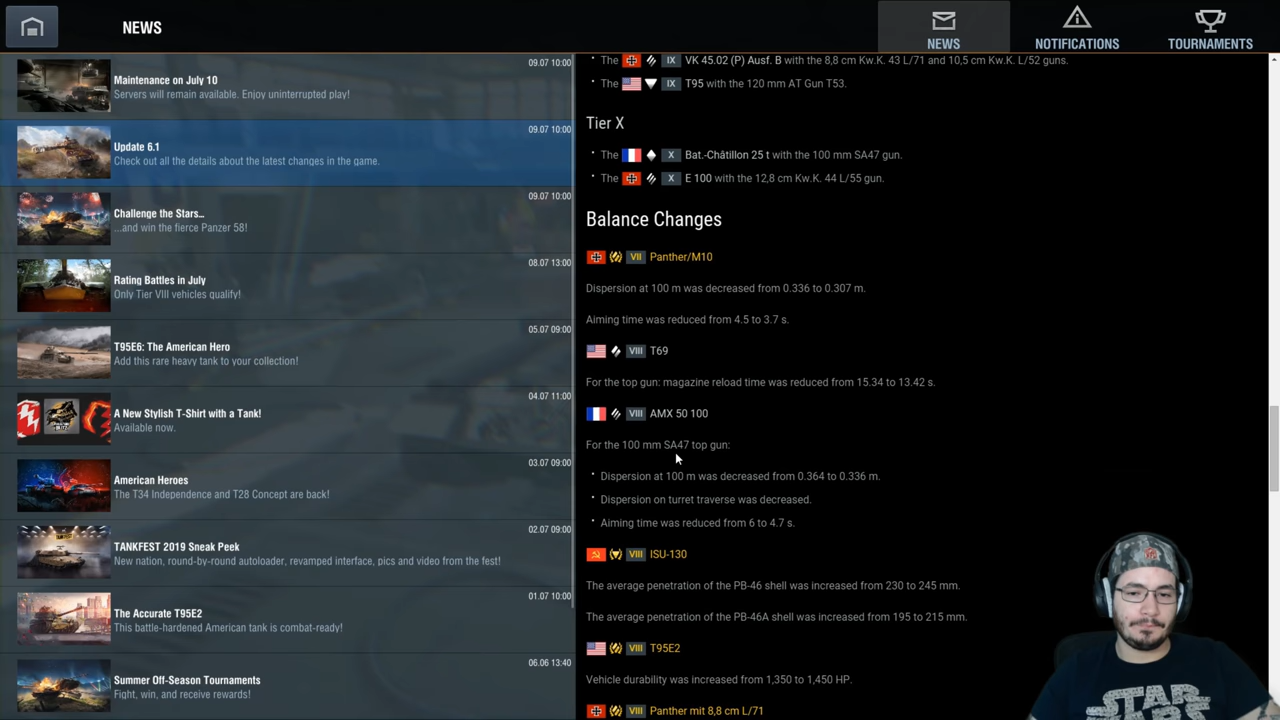 NEWS
NEWS
NOTIFICATIONS
TOURNAMENTS
09.07 10:00
Maintenance on July 10
Servers will remain available. Enjoy uninterrupted play!
09.07 10:00
Update 6.1
Check out all the details about the latest changes in the game.
09.07 10:00
Challenge the Stars...
...and win the fierce Panzer 58!
08.07 13:00
Rating Battles in July
Only Tier VIII vehicles qualify!
05.07 09:00
T95E6: The American Hero
Add this rare heavy tank to your collection!
04.07 11:00
A New Stylish T-Shirt with a Tank!
Available now.
03.07 09:00
American Heroes
The T34 Independence and T28 Concept are back!
02.07 09:00
TANKFEST 2019 Sneak Peek
New nation, round-by-round autoloader, revamped interface, pics and video from the fest!
01.07 10:00
The Accurate T95E2
This battle-hardened American tank is combat-ready!
06.06 13:40
Summer Off-Season Tournaments
Fight, win, and receive rewards!
The IX VK 45.02 (P) Ausf. B with the 8,8 cm Kw.K. 43 L/71 and 10,5 cm Kw.K. L/52 guns.
The IX T95 with the 120 mm AT Gun T53.
Tier X
The X Bat.-Châtillon 25 t with the 100 mm SA47 gun.
The X E 100 with the 12,8 cm Kw.K. 44 L/55 gun.
Balance Changes
VII Panther/M10
Dispersion at 100 m was decreased from 0.336 to 0.307 m.
Aiming time was reduced from 4.5 to 3.7 s.
VIII T69
For the top gun: magazine reload time was reduced from 15.34 to 13.42 s.
VIII AMX 50 100
For the 100 mm SA47 top gun:
Dispersion at 100 m was decreased from 0.364 to 0.336 m.
Dispersion on turret traverse was decreased.
Aiming time was reduced from 6 to 4.7 s.
VIII ISU-130
The average penetration of the PB-46 shell was increased from 230 to 245 mm.
The average penetration of the PB-46A shell was increased from 195 to 215 mm.
VIII T95E2
Vehicle durability was increased from 1,350 to 1,450 HP.
VIII Panther mit 8,8 cm L/71
STAR
WARS